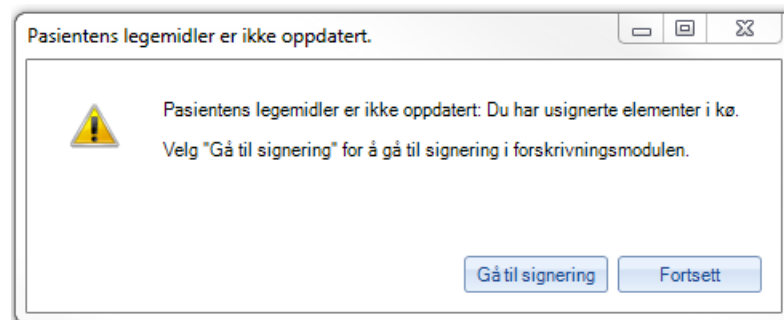 Pasientens legemidler er ikke oppdatert.
Pasientens legemidler er ikke oppdatert: Du har usignerte elementer i kø.
Velg "Gå til signering" for å gå til signering i forskrivningsmodulen.
Gå til signering
Fortsett